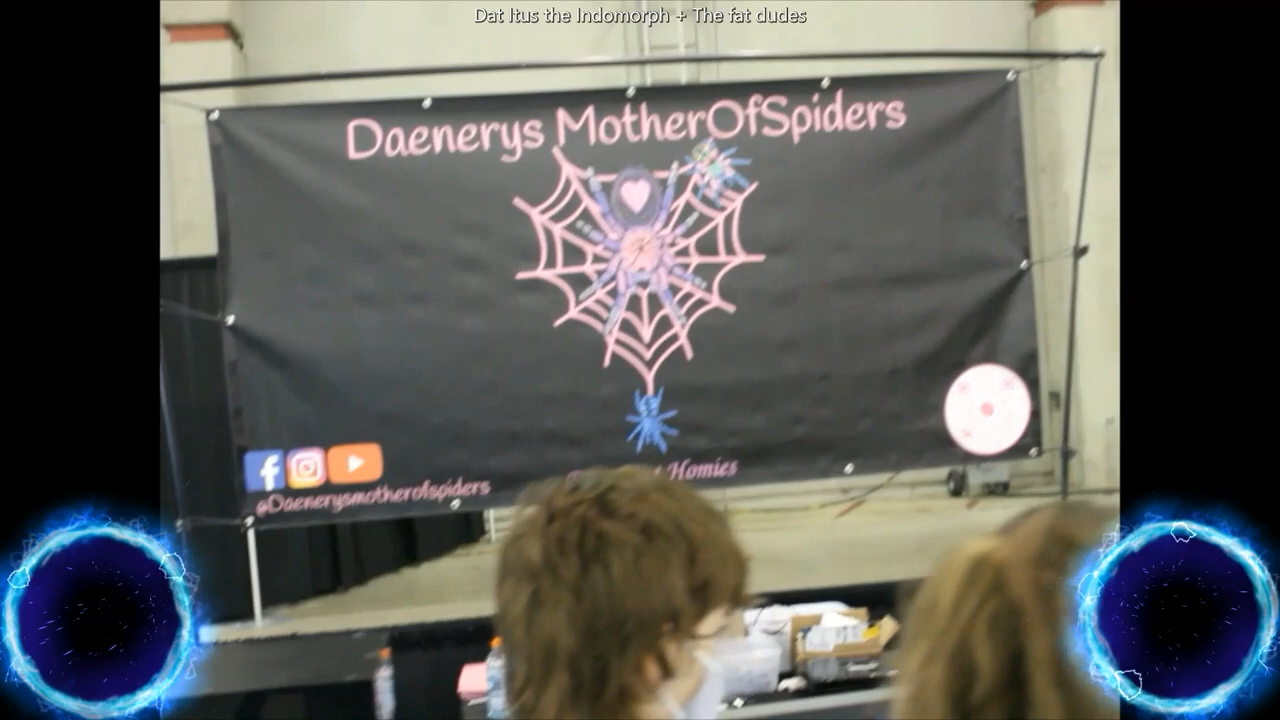 Dat Itus the Indomorph + The fat dudes
Daenerys MotherOfSpiders
@Daenerysmotherofspiders
Homies